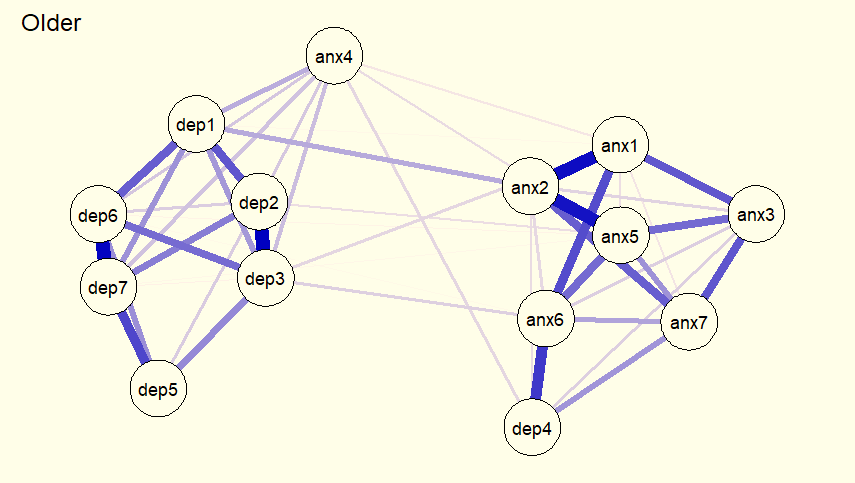 Older
anx4
dep1
anx1
anx2
dep2
dep6
anx3
anx5
dep3
dep7
anx6
anx7
dep5
dep4